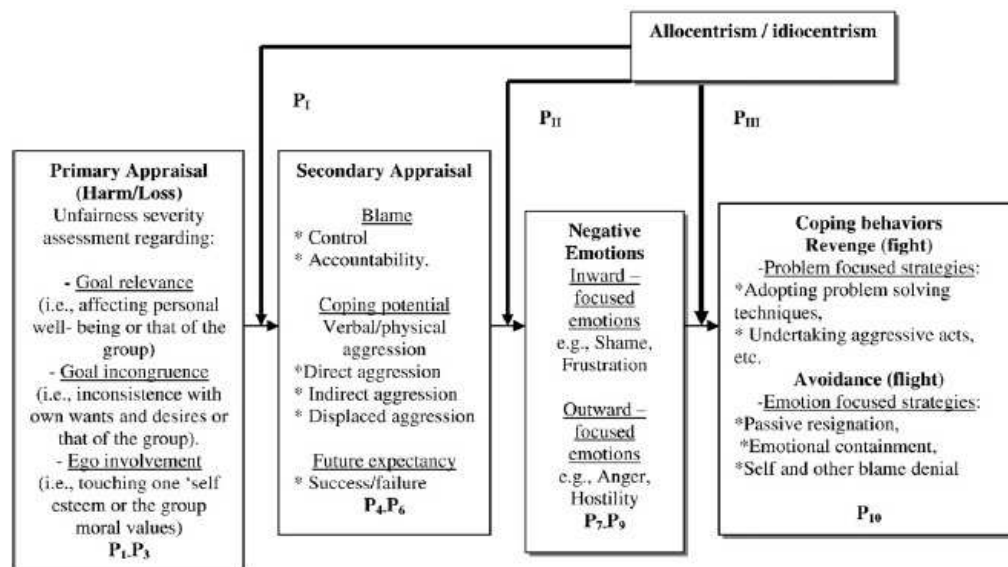 Allocentrism / idiocentrism
P_I
P_II
P_III
Primary Appraisal
(Harm/Loss)
Unfairness severity
assessment regarding:
- Goal relevance
(i.e., affecting personal
well- being or that of the
group)
- Goal incongruence
(i.e., inconsistence with
own wants and desires or
that of the group).
- Ego involvement
(i.e., touching one ‘self
esteem or the group
moral values)
P1-P3
Secondary Appraisal
Blame
* Control
* Accountability.
Coping potential
Verbal/physical
aggression
*Direct aggression
* Indirect aggression
* Displaced aggression
Future expectancy
* Success/failure
P4-P6
Negative
Emotions
Inward –
focused
emotions
e.g., Shame,
Frustration
Outward –
focused
emotions
e.g., Anger,
Hostility
P7-P9
Coping behaviors
Revenge (fight)
-Problem focused strategies:
*Adopting problem solving
techniques,
* Undertaking aggressive acts,
etc.
Avoidance (flight)
-Emotion focused strategies:
*Passive resignation,
*Emotional containment,
*Self and other blame denial
P10